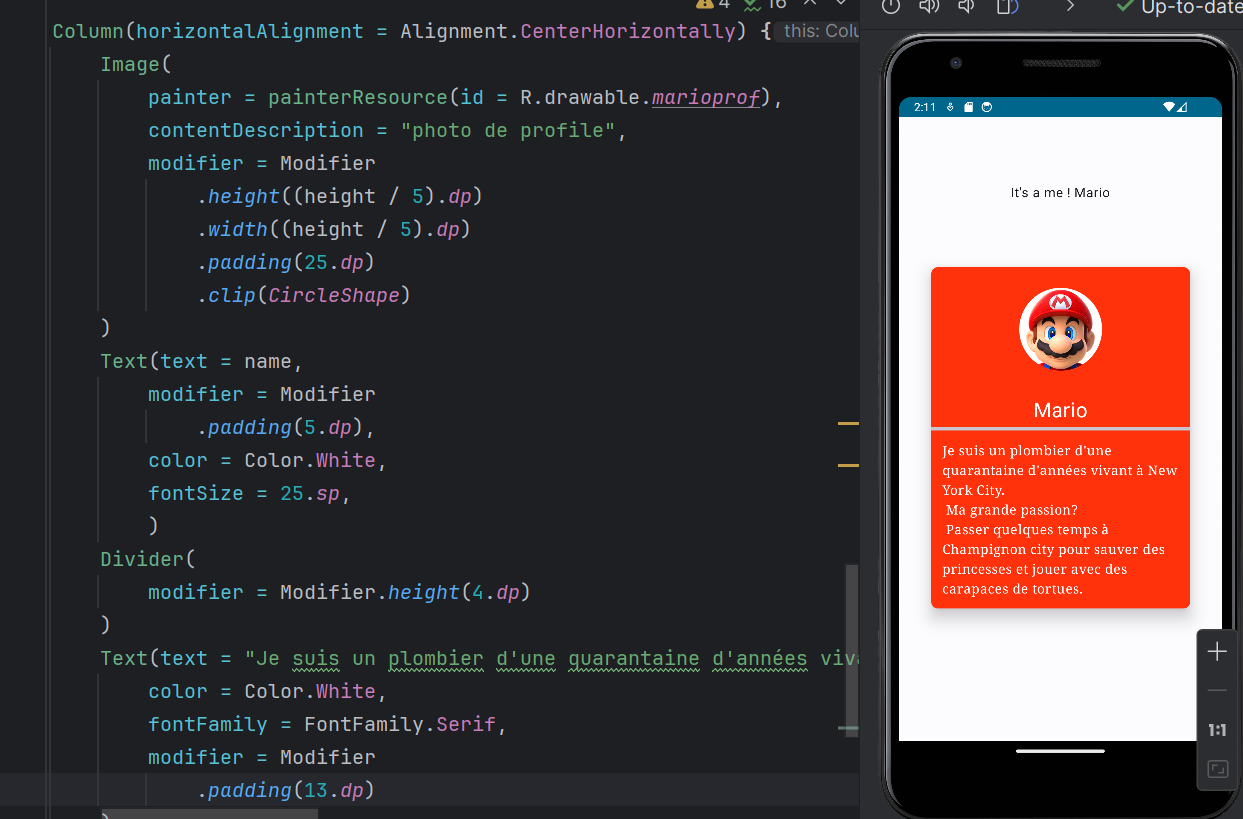 4 16
Column(horizontalAlignment = Alignment.CenterHorizontally) { this: Colu
Image(
painter = painterResource(id = R.drawable.marioprof),
contentDescription = "photo de profile",
modifier = Modifier
.height((height / 5).dp)
.width((height / 5).dp)
.padding(25.dp)
.clip(CircleShape)
)
Text(text = name,
modifier = Modifier
.padding(5.dp),
color = Color.White,
fontSize = 25.sp,
)
Divider(
modifier = Modifier.height(4.dp)
)
Text(text = "Je suis un plombier d'une quarantaine d'années viva
color = Color.White,
fontFamily = FontFamily.Serif,
modifier = Modifier
.padding(13.dp)
Up-to-date
2:11
It's a me ! Mario
M
Mario
Je suis un plombier d'une
quarantaine d'années vivant à New
York City.
Ma grande passion?
Passer quelques temps à
Champignon city pour sauver des
princesses et jouer avec des
carapaces de tortues.
1:1